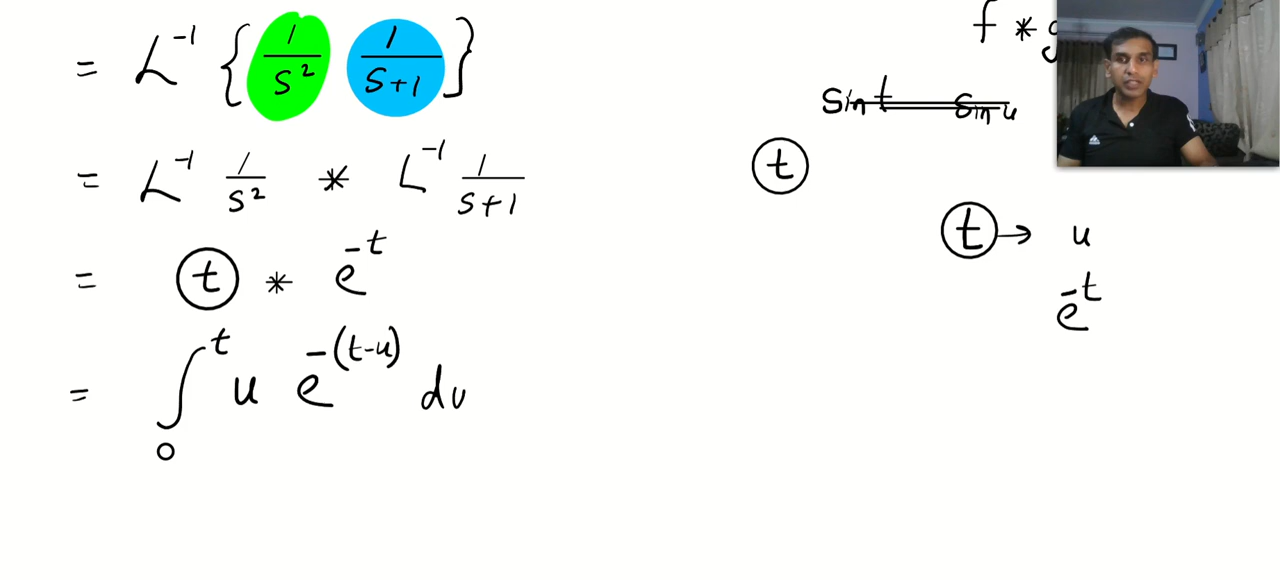 = L⁻¹ { 1/s² 1/s+1 }
= L⁻¹ 1/s² * L⁻¹ 1/s+1
= t * e⁻ᵗ
= ∫₀ᵗ u e^-(t-u) du
f * g
sin t sin u
t
t → u
e⁻ᵗ